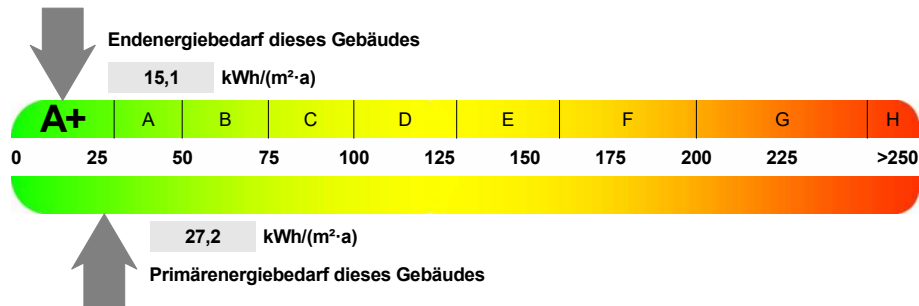 Endenergiebedarf dieses Gebäudes
15,1 kWh/(m²·a)
A+ A B C D E F G H
0 25 50 75 100 125 150 175 200 225 >250
27,2 kWh/(m²·a)
Primärenergiebedarf dieses Gebäudes